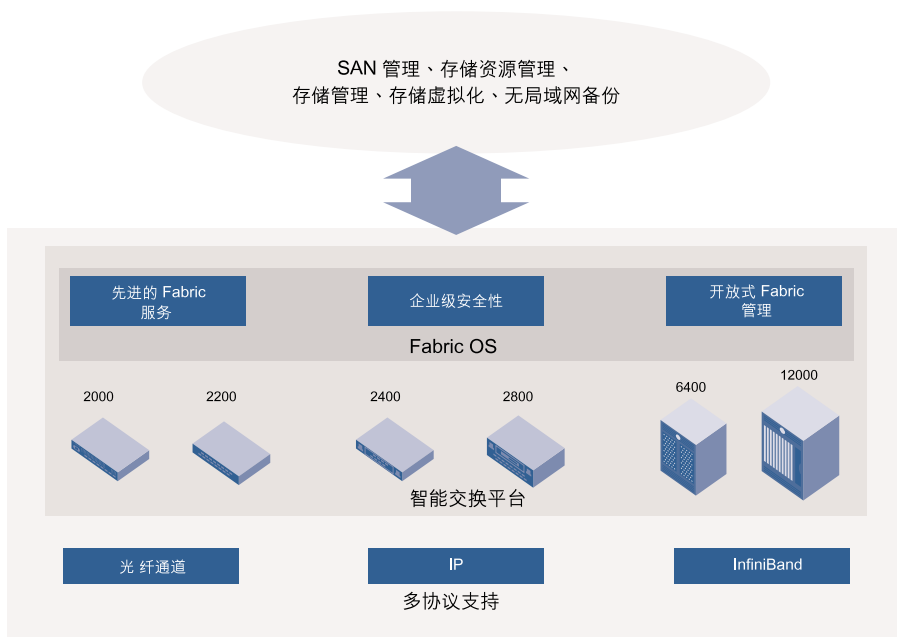 SAN 管理、存储资源管理、
存储管理、存储虚拟化、无局域网备份
先进的 Fabric
服务
企业级安全性
开放式 Fabric
管理
Fabric OS
2000
2200
2400
2800
6400
12000
智能交换平台
光 纤通道
IP
InfiniBand
多协议支持